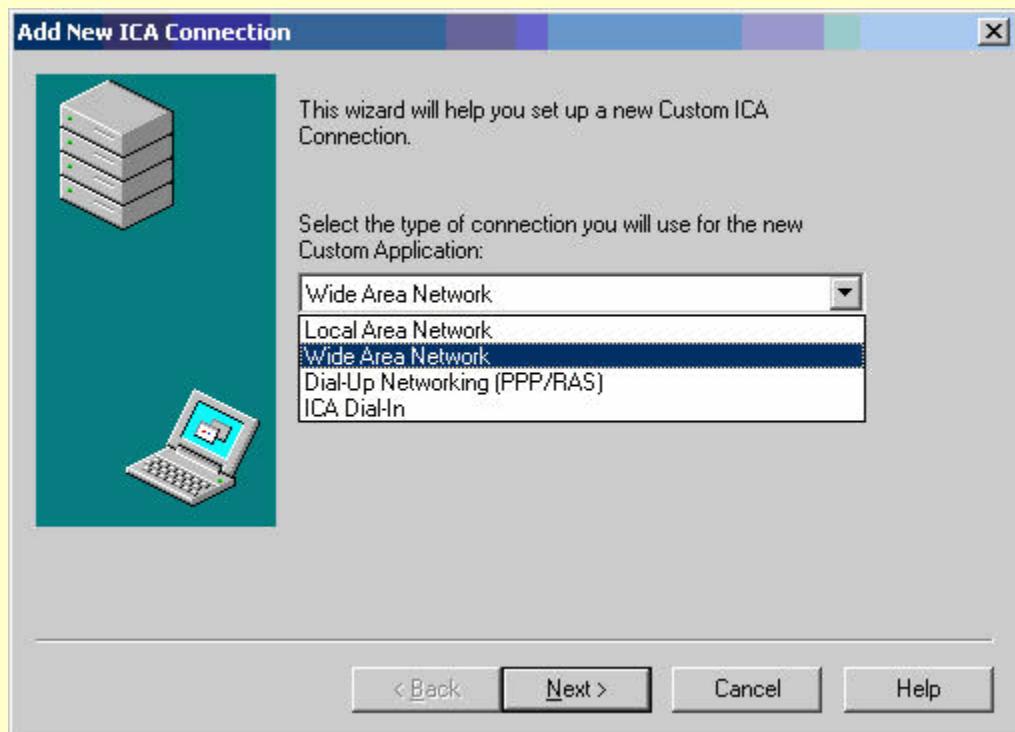 Add New ICA Connection
This wizard will help you set up a new Custom ICA
Connection.
Select the type of connection you will use for the new
Custom Application:
Wide Area Network
Local Area Network
Wide Area Network
Dial-Up Networking (PPP/RAS)
ICA Dial-In
< Back
Next >
Cancel
Help